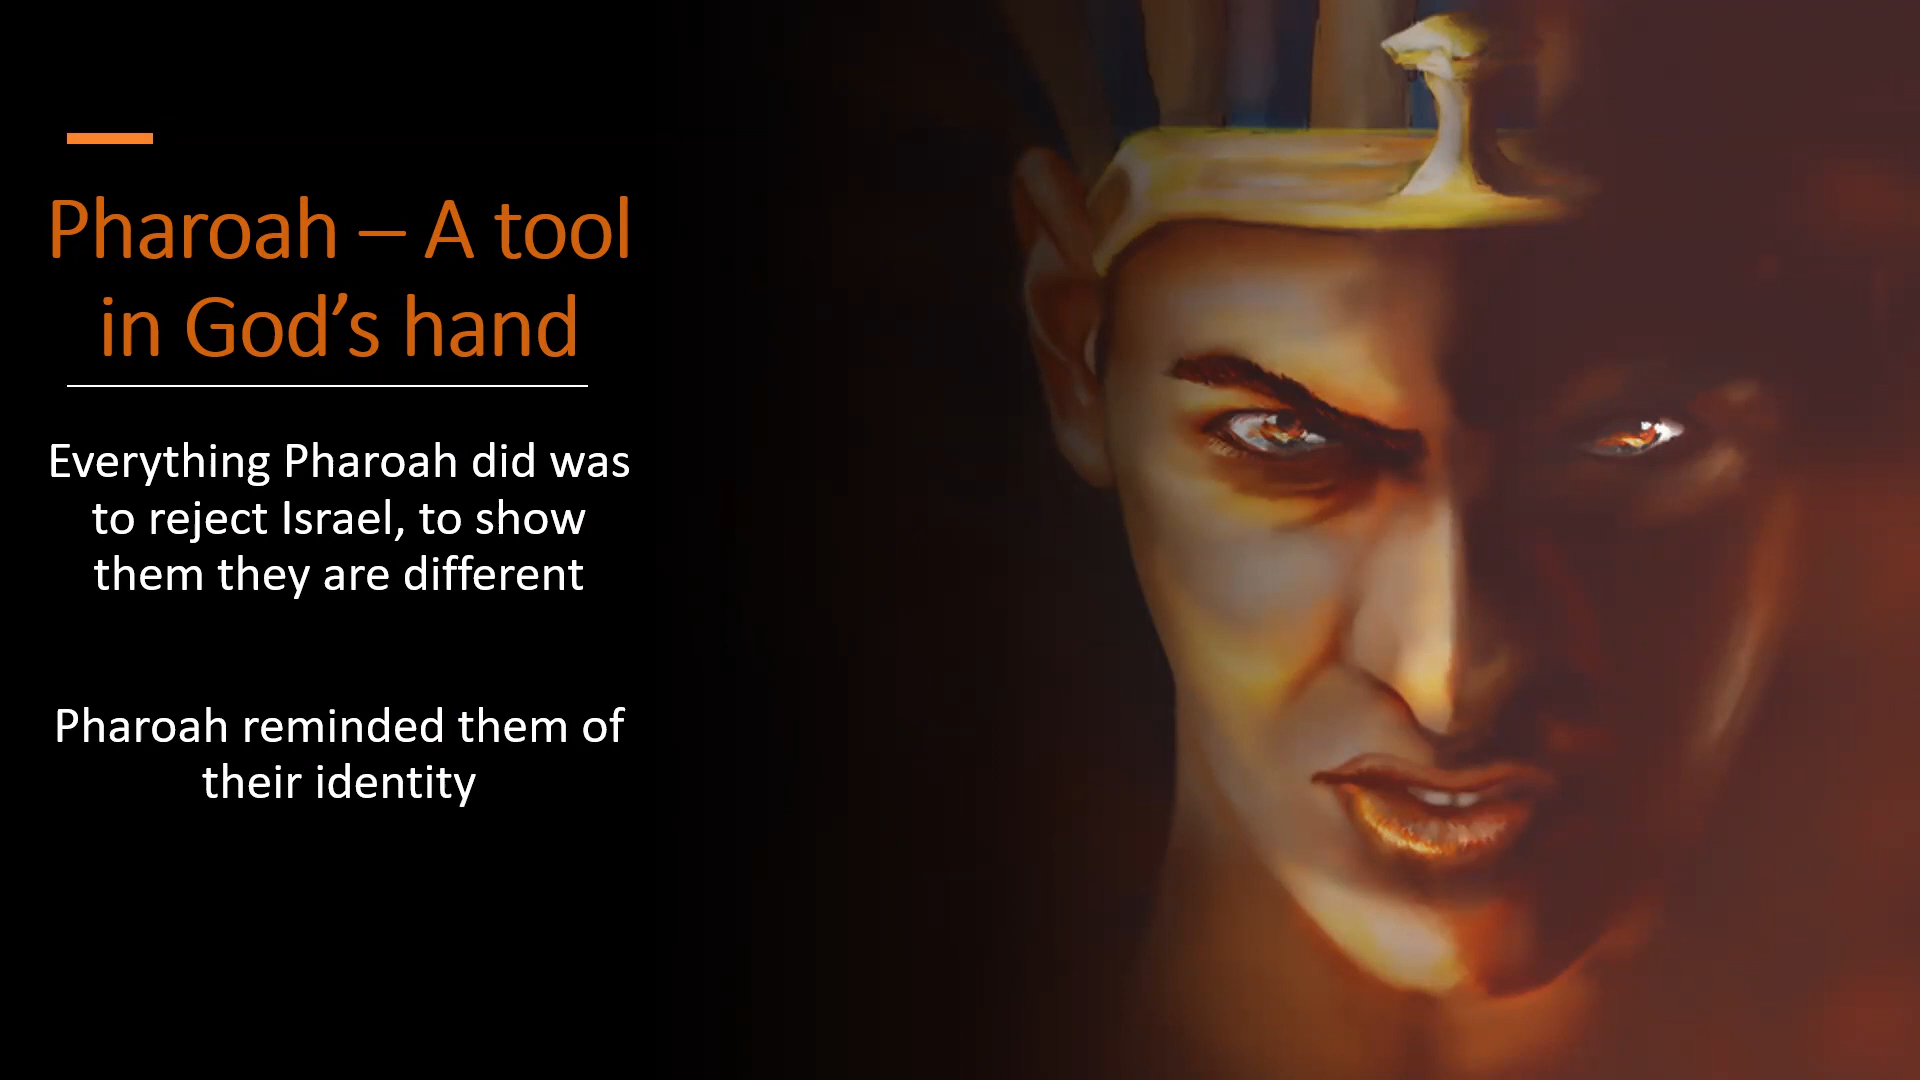 Pharoah – A tool
in God’s hand
Everything Pharoah did was
to reject Israel, to show
them they are different
Pharoah reminded them of
their identity